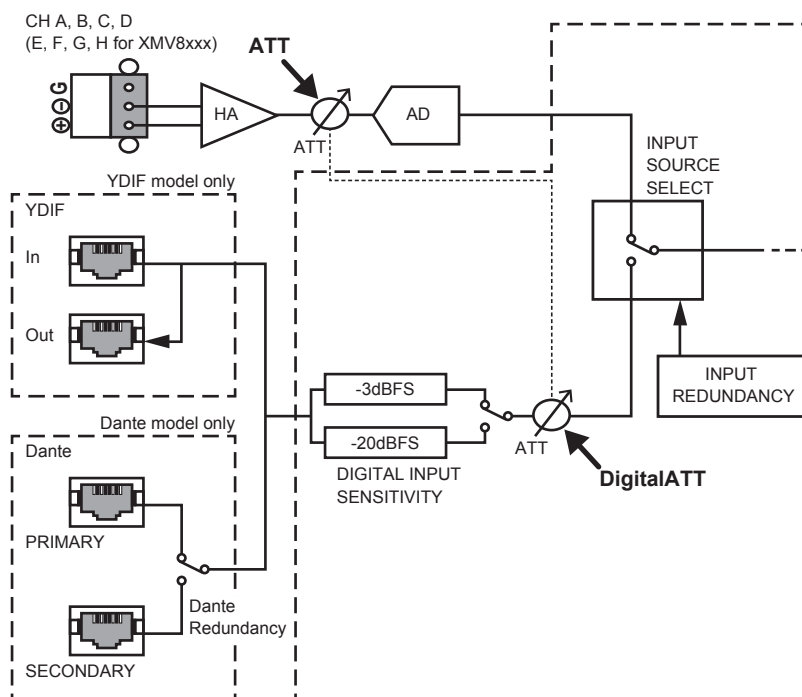 CH A, B, C, D
(E, F, G, H for XMV8xxx)
ATT
G
⊖
⊕
HA
ATT
AD
INPUT
SOURCE
SELECT
YDIF model only
YDIF
In
Out
INPUT
REDUNDANCY
-3dBFS
-20dBFS
ATT
DIGITAL INPUT
SENSITIVITY
DigitalATT
Dante model only
Dante
PRIMARY
Dante
Redundancy
SECONDARY